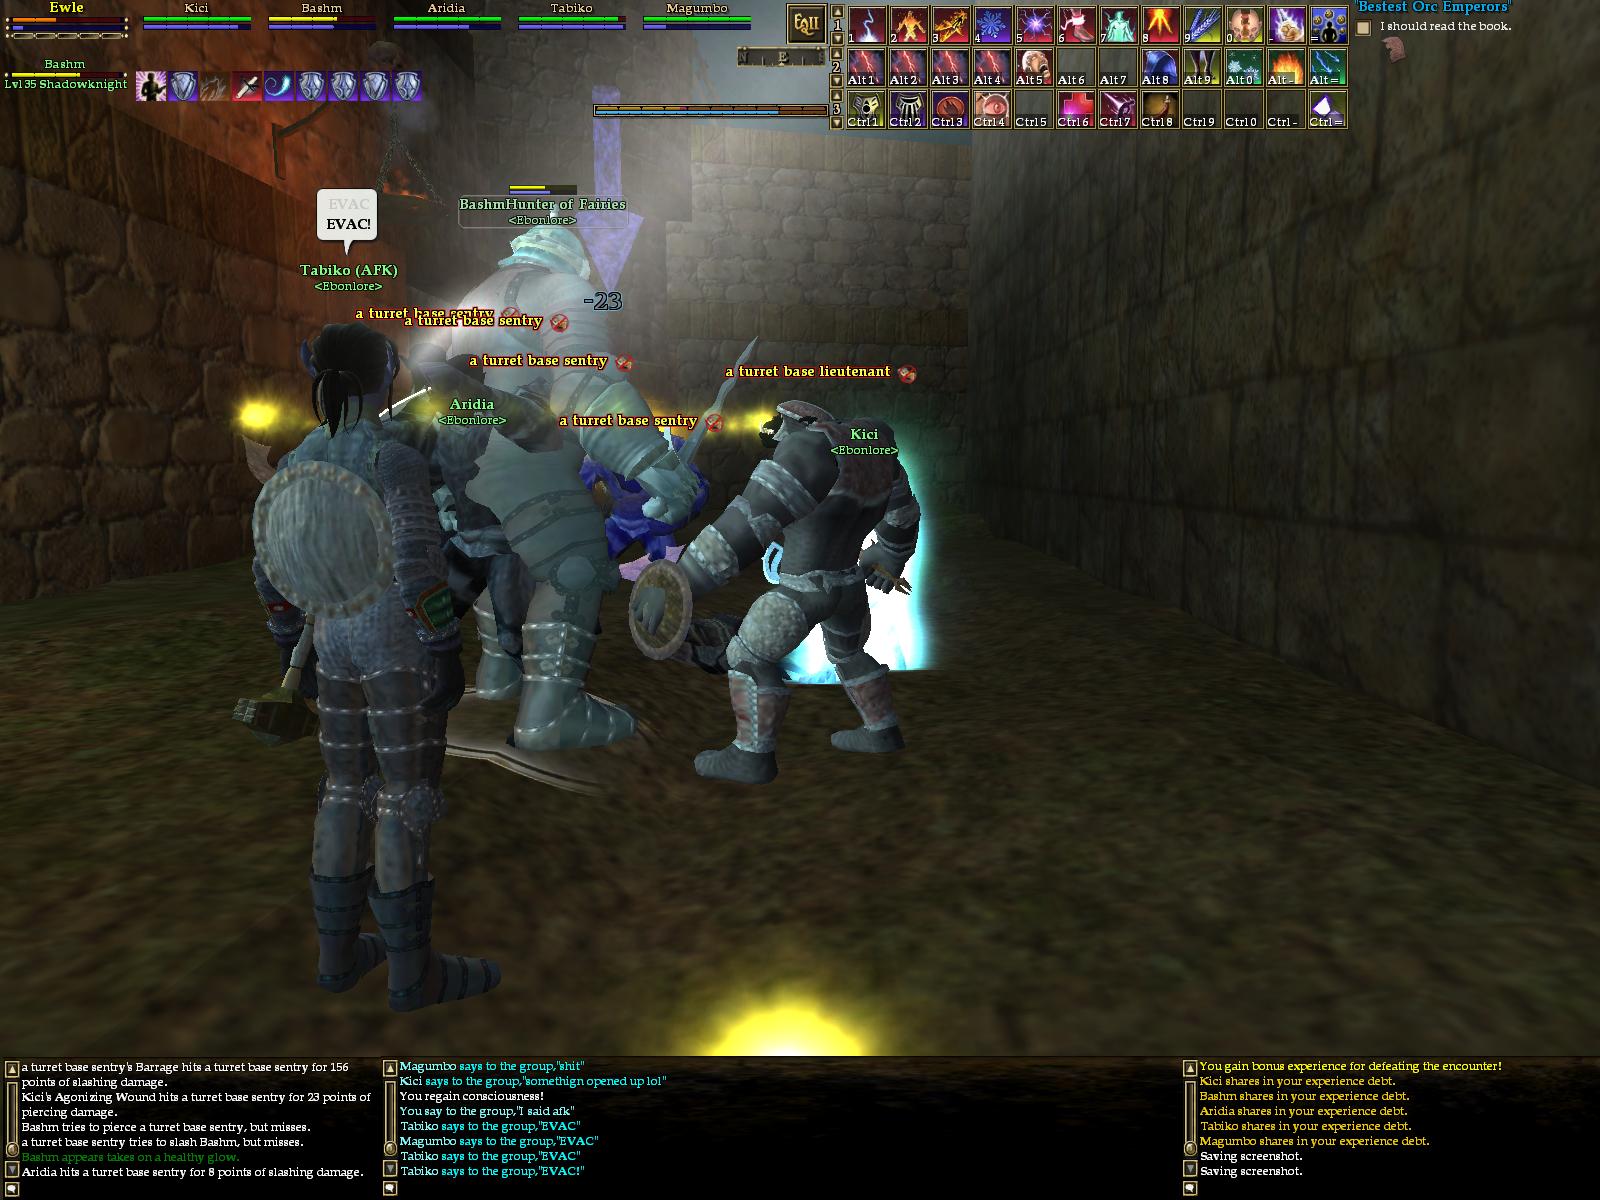 Ewle
Kici
Bashm
Aridia
Tabiko
Magumbo
EQII
"Bestest Orc Emperors"
I should read the book.
1
1 2 3 4 5 6 7 8 9 0 - =
N E
2
Alt1 Alt2 Alt3 Alt4 Alt5 Alt6 Alt7 Alt8 Alt9 Alt0 Alt- Alt=
3
Ctrl1 Ctrl2 Ctrl3 Ctrl4 Ctrl5 Ctrl6 Ctrl7 Ctrl8 Ctrl9 Ctrl0 Ctrl- Ctrl=
Bashm
Lvl 35 Shadowknight
EVAC
EVAC!
BashmHunter of Fairies
<Ebonlore>
Tabiko (AFK)
<Ebonlore>
-23
a turret base sentry
a turret base sentry
a turret base sentry
a turret base lieutenant
Aridia
<Ebonlore>
a turret base sentry
Kici
<Ebonlore>
a turret base sentry's Barrage hits a turret base sentry for 156
points of slashing damage.
Kici's Agonizing Wound hits a turret base sentry for 23 points of
piercing damage.
Bashm tries to pierce a turret base sentry, but misses.
a turret base sentry tries to slash Bashm, but misses.
Bashm appears takes on a healthy glow.
Aridia hits a turret base sentry for 8 points of slashing damage.
Magumbo says to the group,"shit"
Kici says to the group,"somethign opened up lol"
You regain consciousness!
You say to the group,"I said afk"
Tabiko says to the group,"EVAC"
Magumbo says to the group,"EVAC"
Tabiko says to the group,"EVAC"
Tabiko says to the group,"EVAC!"
You gain bonus experience for defeating the encounter!
Kici shares in your experience debt.
Bashm shares in your experience debt.
Aridia shares in your experience debt.
Tabiko shares in your experience debt.
Magumbo shares in your experience debt.
Saving screenshot.
Saving screenshot.